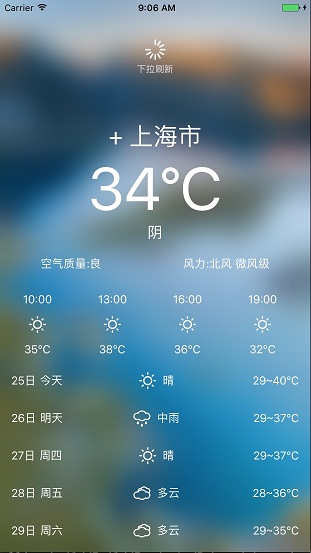 Carrier 9:06 AM
下拉刷新
+ 上海市
34°C
阴
空气质量:良 风力:北风 微风级
10:00 13:00 16:00 19:00
35°C 38°C 36°C 32°C
25日 今天 晴 29~40°C
26日 明天 中雨 29~37°C
27日 周四 晴 29~37°C
28日 周五 多云 28~36°C
29日 周六 多云 29~35°C